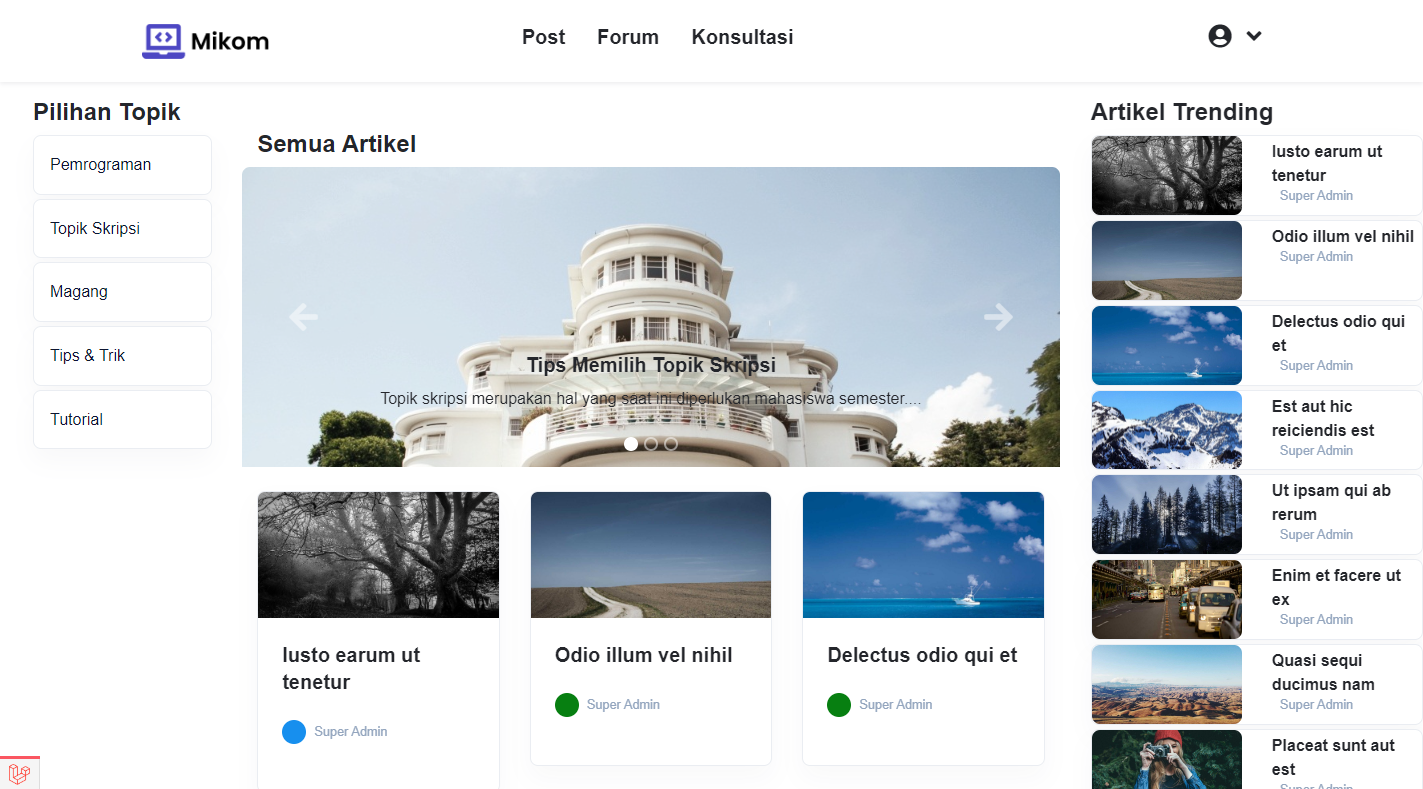 Mikom
Post
Forum
Konsultasi
Pilihan Topik
Pemrograman
Topik Skripsi
Magang
Tips & Trik
Tutorial
Semua Artikel
Tips Memilih Topik Skripsi
Topik skripsi merupakan hal yang saat ini diperlukan mahasiswa semester....
Iusto earum ut
tenetur
Super Admin
Odio illum vel nihil
Super Admin
Delectus odio qui et
Super Admin
Artikel Trending
Iusto earum ut
tenetur
Super Admin
Odio illum vel nihil
Super Admin
Delectus odio qui
et
Super Admin
Est aut hic
reiciendis est
Super Admin
Ut ipsam qui ab
rerum
Super Admin
Enim et facere ut
ex
Super Admin
Quasi sequi
ducimus nam
Super Admin
Placeat sunt aut
est
Super Admin